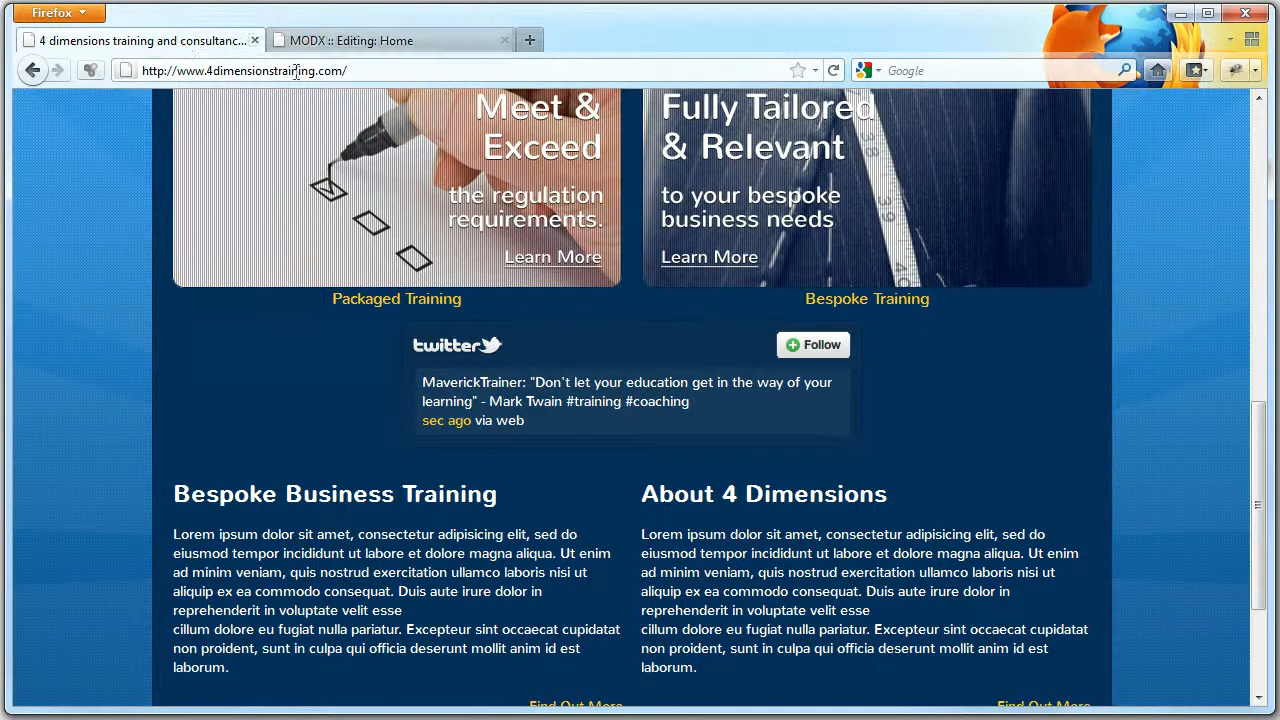 Firefox
4 dimensions training and consultanc...
MODX :: Editing: Home
http://www.4dimensionstraining.com/
Google
Meet &
Exceed
the regulation
requirements.
Learn More
Fully Tailored
& Relevant
to your bespoke
business needs
Learn More
38
39
40
Packaged Training
Bespoke Training
twitter
Follow
MaverickTrainer: "Don't let your education get in the way of your
learning" - Mark Twain #training #coaching
sec ago via web
Bespoke Business Training
Lorem ipsum dolor sit amet, consectetur adipisicing elit, sed do
eiusmod tempor incididunt ut labore et dolore magna aliqua. Ut enim
ad minim veniam, quis nostrud exercitation ullamco laboris nisi ut
aliquip ex ea commodo consequat. Duis aute irure dolor in
reprehenderit in voluptate velit esse
cillum dolore eu fugiat nulla pariatur. Excepteur sint occaecat cupidatat
non proident, sunt in culpa qui officia deserunt mollit anim id est
laborum.
Find Out More
About 4 Dimensions
Lorem ipsum dolor sit amet, consectetur adipisicing elit, sed do
eiusmod tempor incididunt ut labore et dolore magna aliqua. Ut enim
ad minim veniam, quis nostrud exercitation ullamco laboris nisi ut
aliquip ex ea commodo consequat. Duis aute irure dolor in
reprehenderit in voluptate velit esse
cillum dolore eu fugiat nulla pariatur. Excepteur sint occaecat cupidatat
non proident, sunt in culpa qui officia deserunt mollit anim id est
laborum.
Find Out More